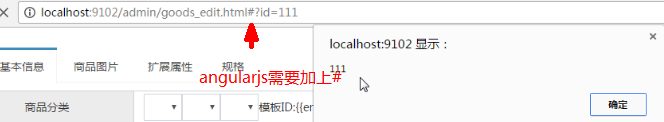 localhost:9102/admin/goods_edit.html#?id=111
localhost:9102 显示：
111
确定
基本信息 商品图片 扩展属性 规格
angularjs需要加上#
商品分类 模板ID:{{er